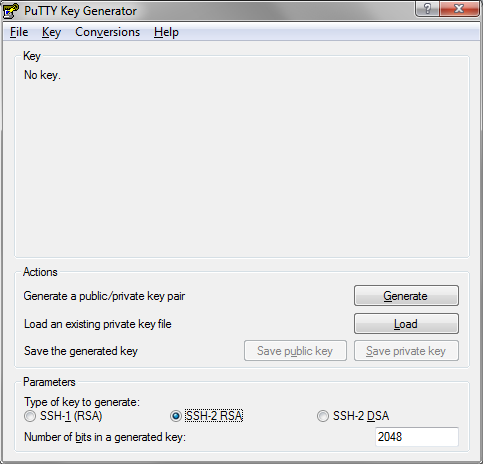 PuTTY Key Generator
File Key Conversions Help
Key
No key.
Actions
Generate a public/private key pair Generate
Load an existing private key file Load
Save the generated key Save public key Save private key
Parameters
Type of key to generate:
SSH-1 (RSA) SSH-2 RSA SSH-2 DSA
Number of bits in a generated key: 2048